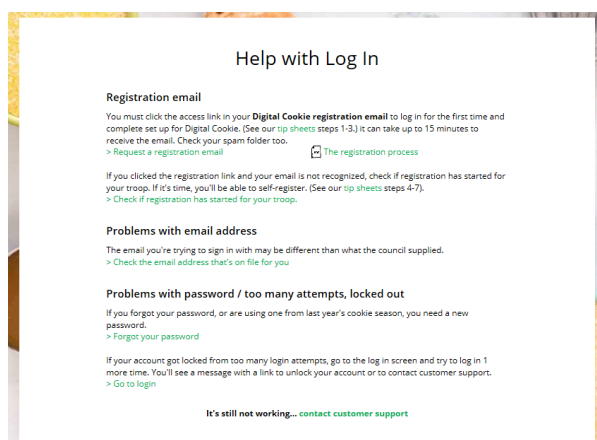 Help with Log In
Registration email
You must click the access link in your Digital Cookie registration email to log in for the first time and
complete set up for Digital Cookie. (See our tip sheets steps 1-3.) it can take up to 15 minutes to
receive the email. Check your spam folder too.
> Request a registration email
The registration process
If you clicked the registration link and your email is not recognized, check if registration has started for
your troop. If it's time, you'll be able to self-register. (See our tip sheets steps 4-7).
> Check if registration has started for your troop.
Problems with email address
The email you're trying to sign in with may be different than what the council supplied.
> Check the email address that's on file for you
Problems with password / too many attempts, locked out
If you forgot your password, or are using one from last year's cookie season, you need a new
password.
> Forgot your password
If your account got locked from too many login attempts, go to the log in screen and try to log in 1
more time. You'll see a message with a link to unlock your account or to contact customer support.
> Go to login
It's still not working... contact customer support